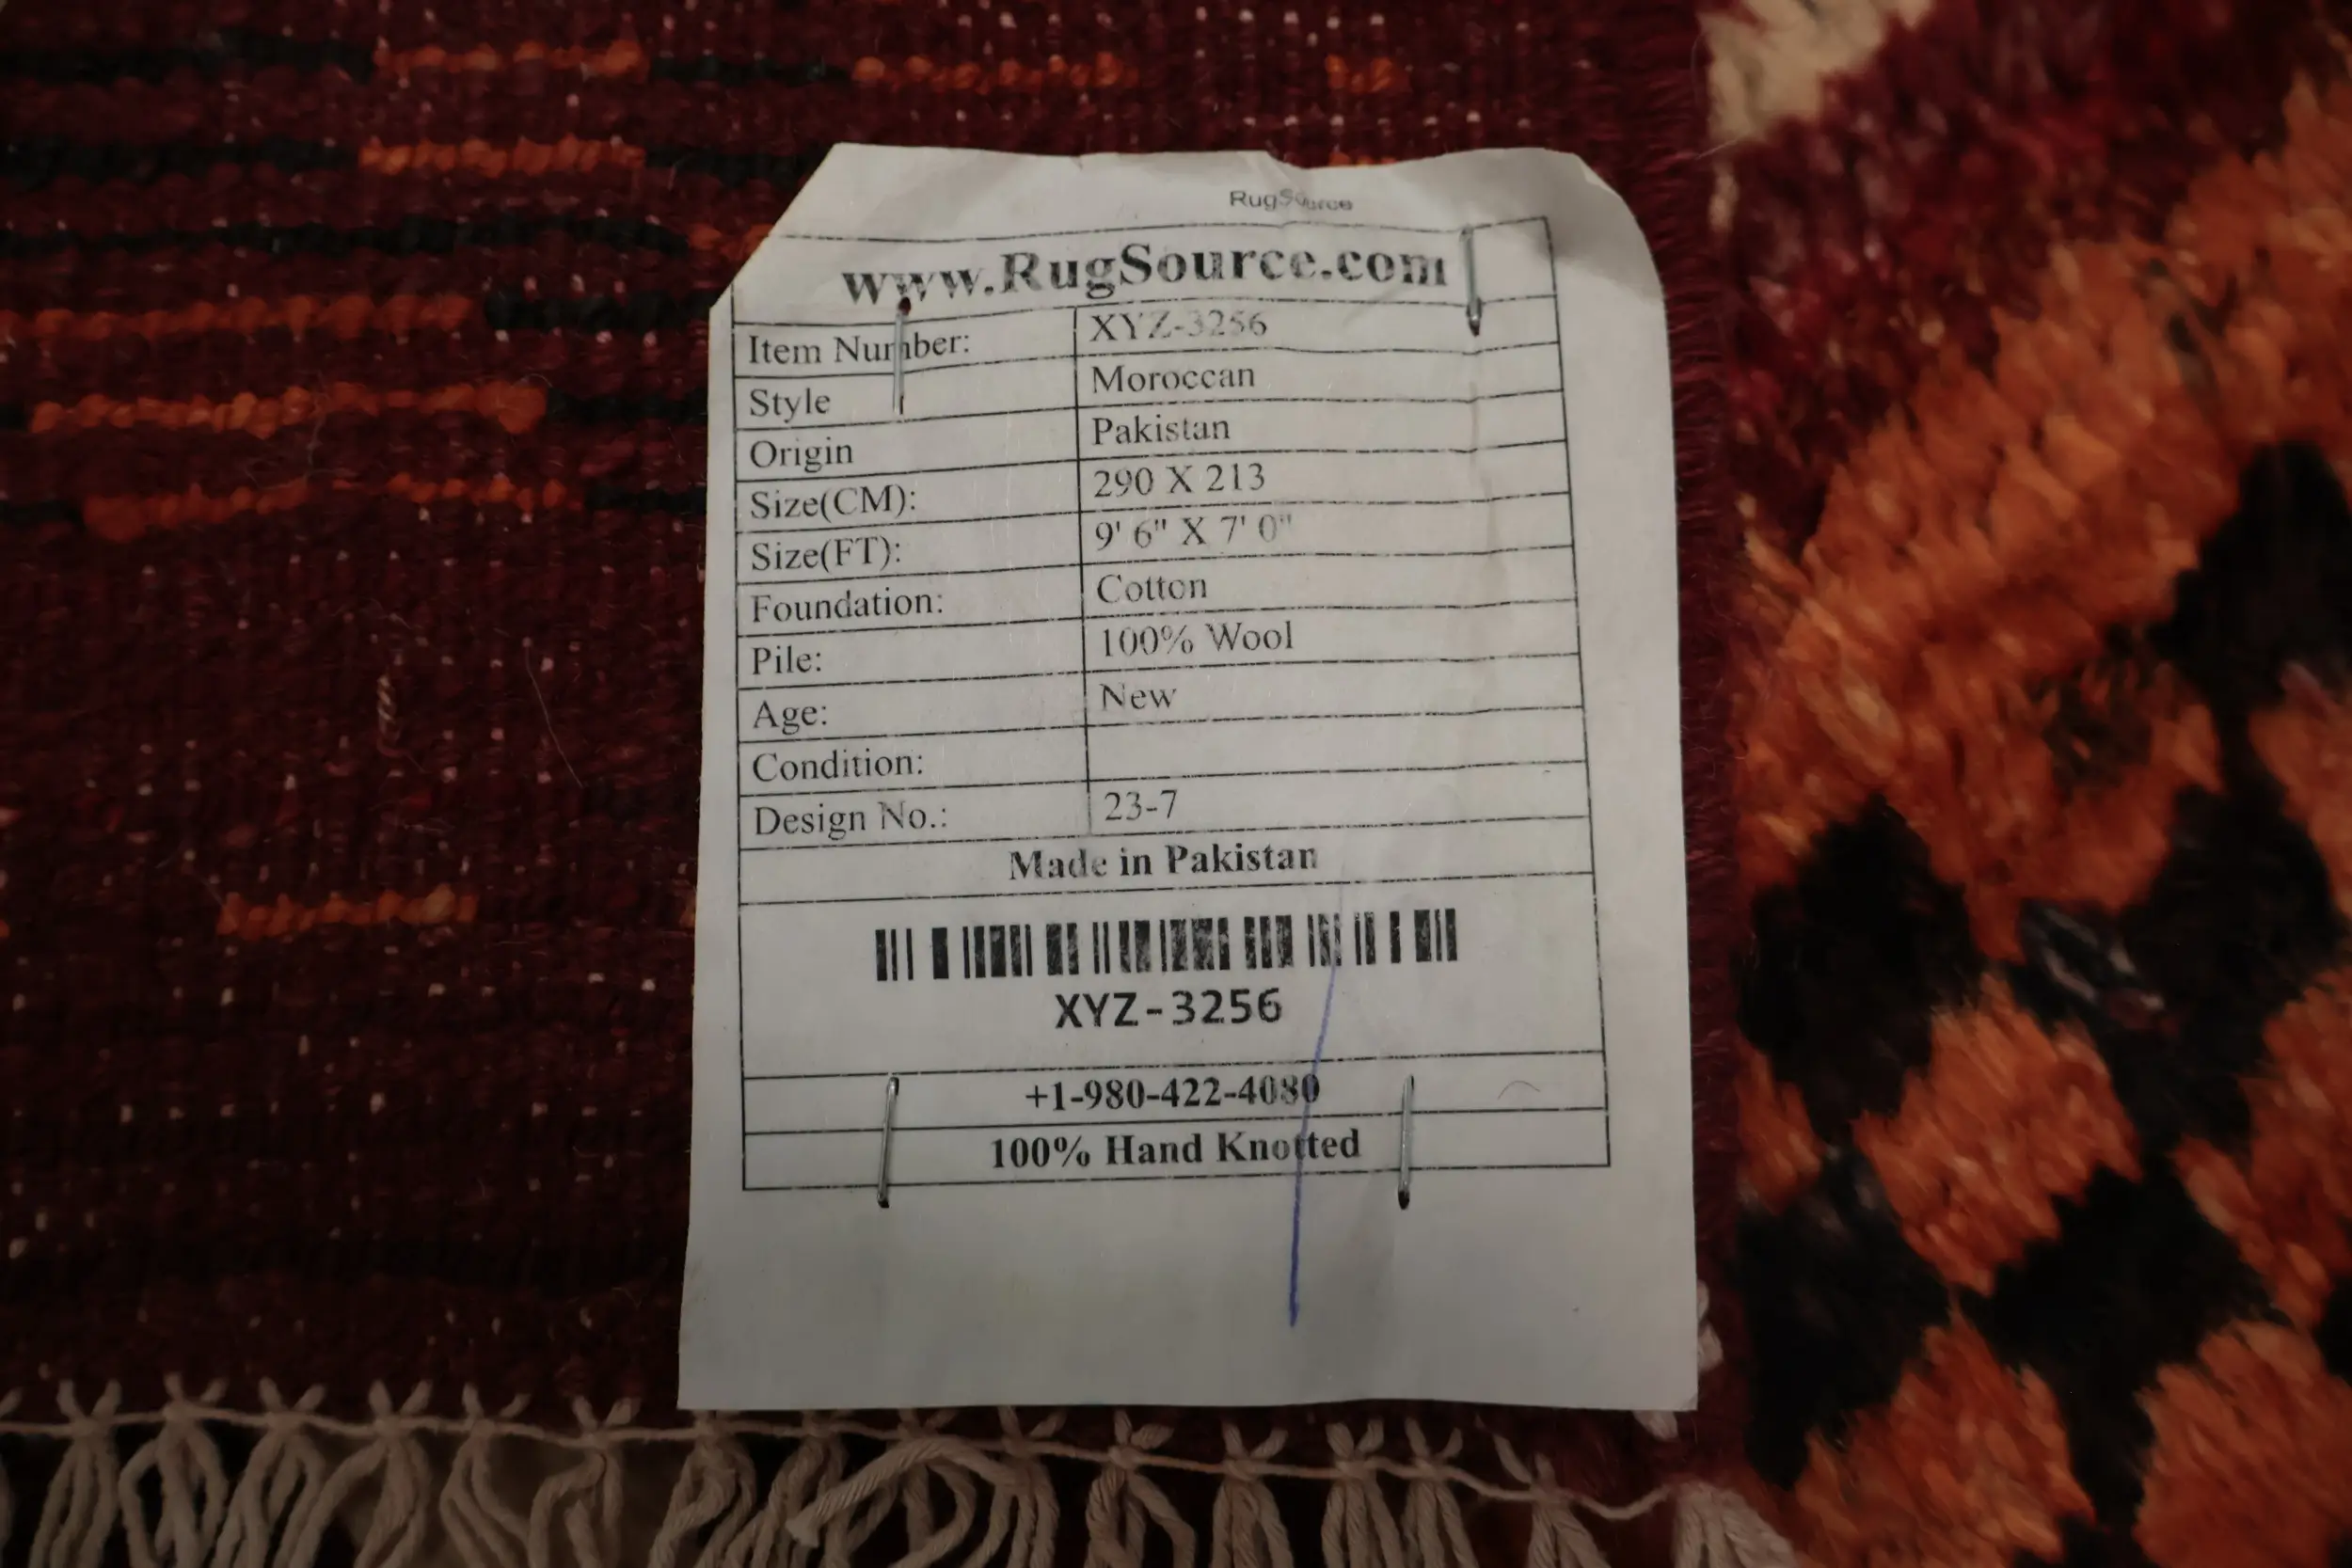 RugSource
www.RugSource.com
Item Number: XYZ-3256
Style Moroccan
Origin Pakistan
Size(CM): 290 X 213
Size(FT): 9' 6" X 7' 0"
Foundation: Cotton
Pile: 100% Wool
Age: New
Condition:
Design No.: 23-7
Made in Pakistan
XYZ-3256
+1-980-422-4080
100% Hand Knotted